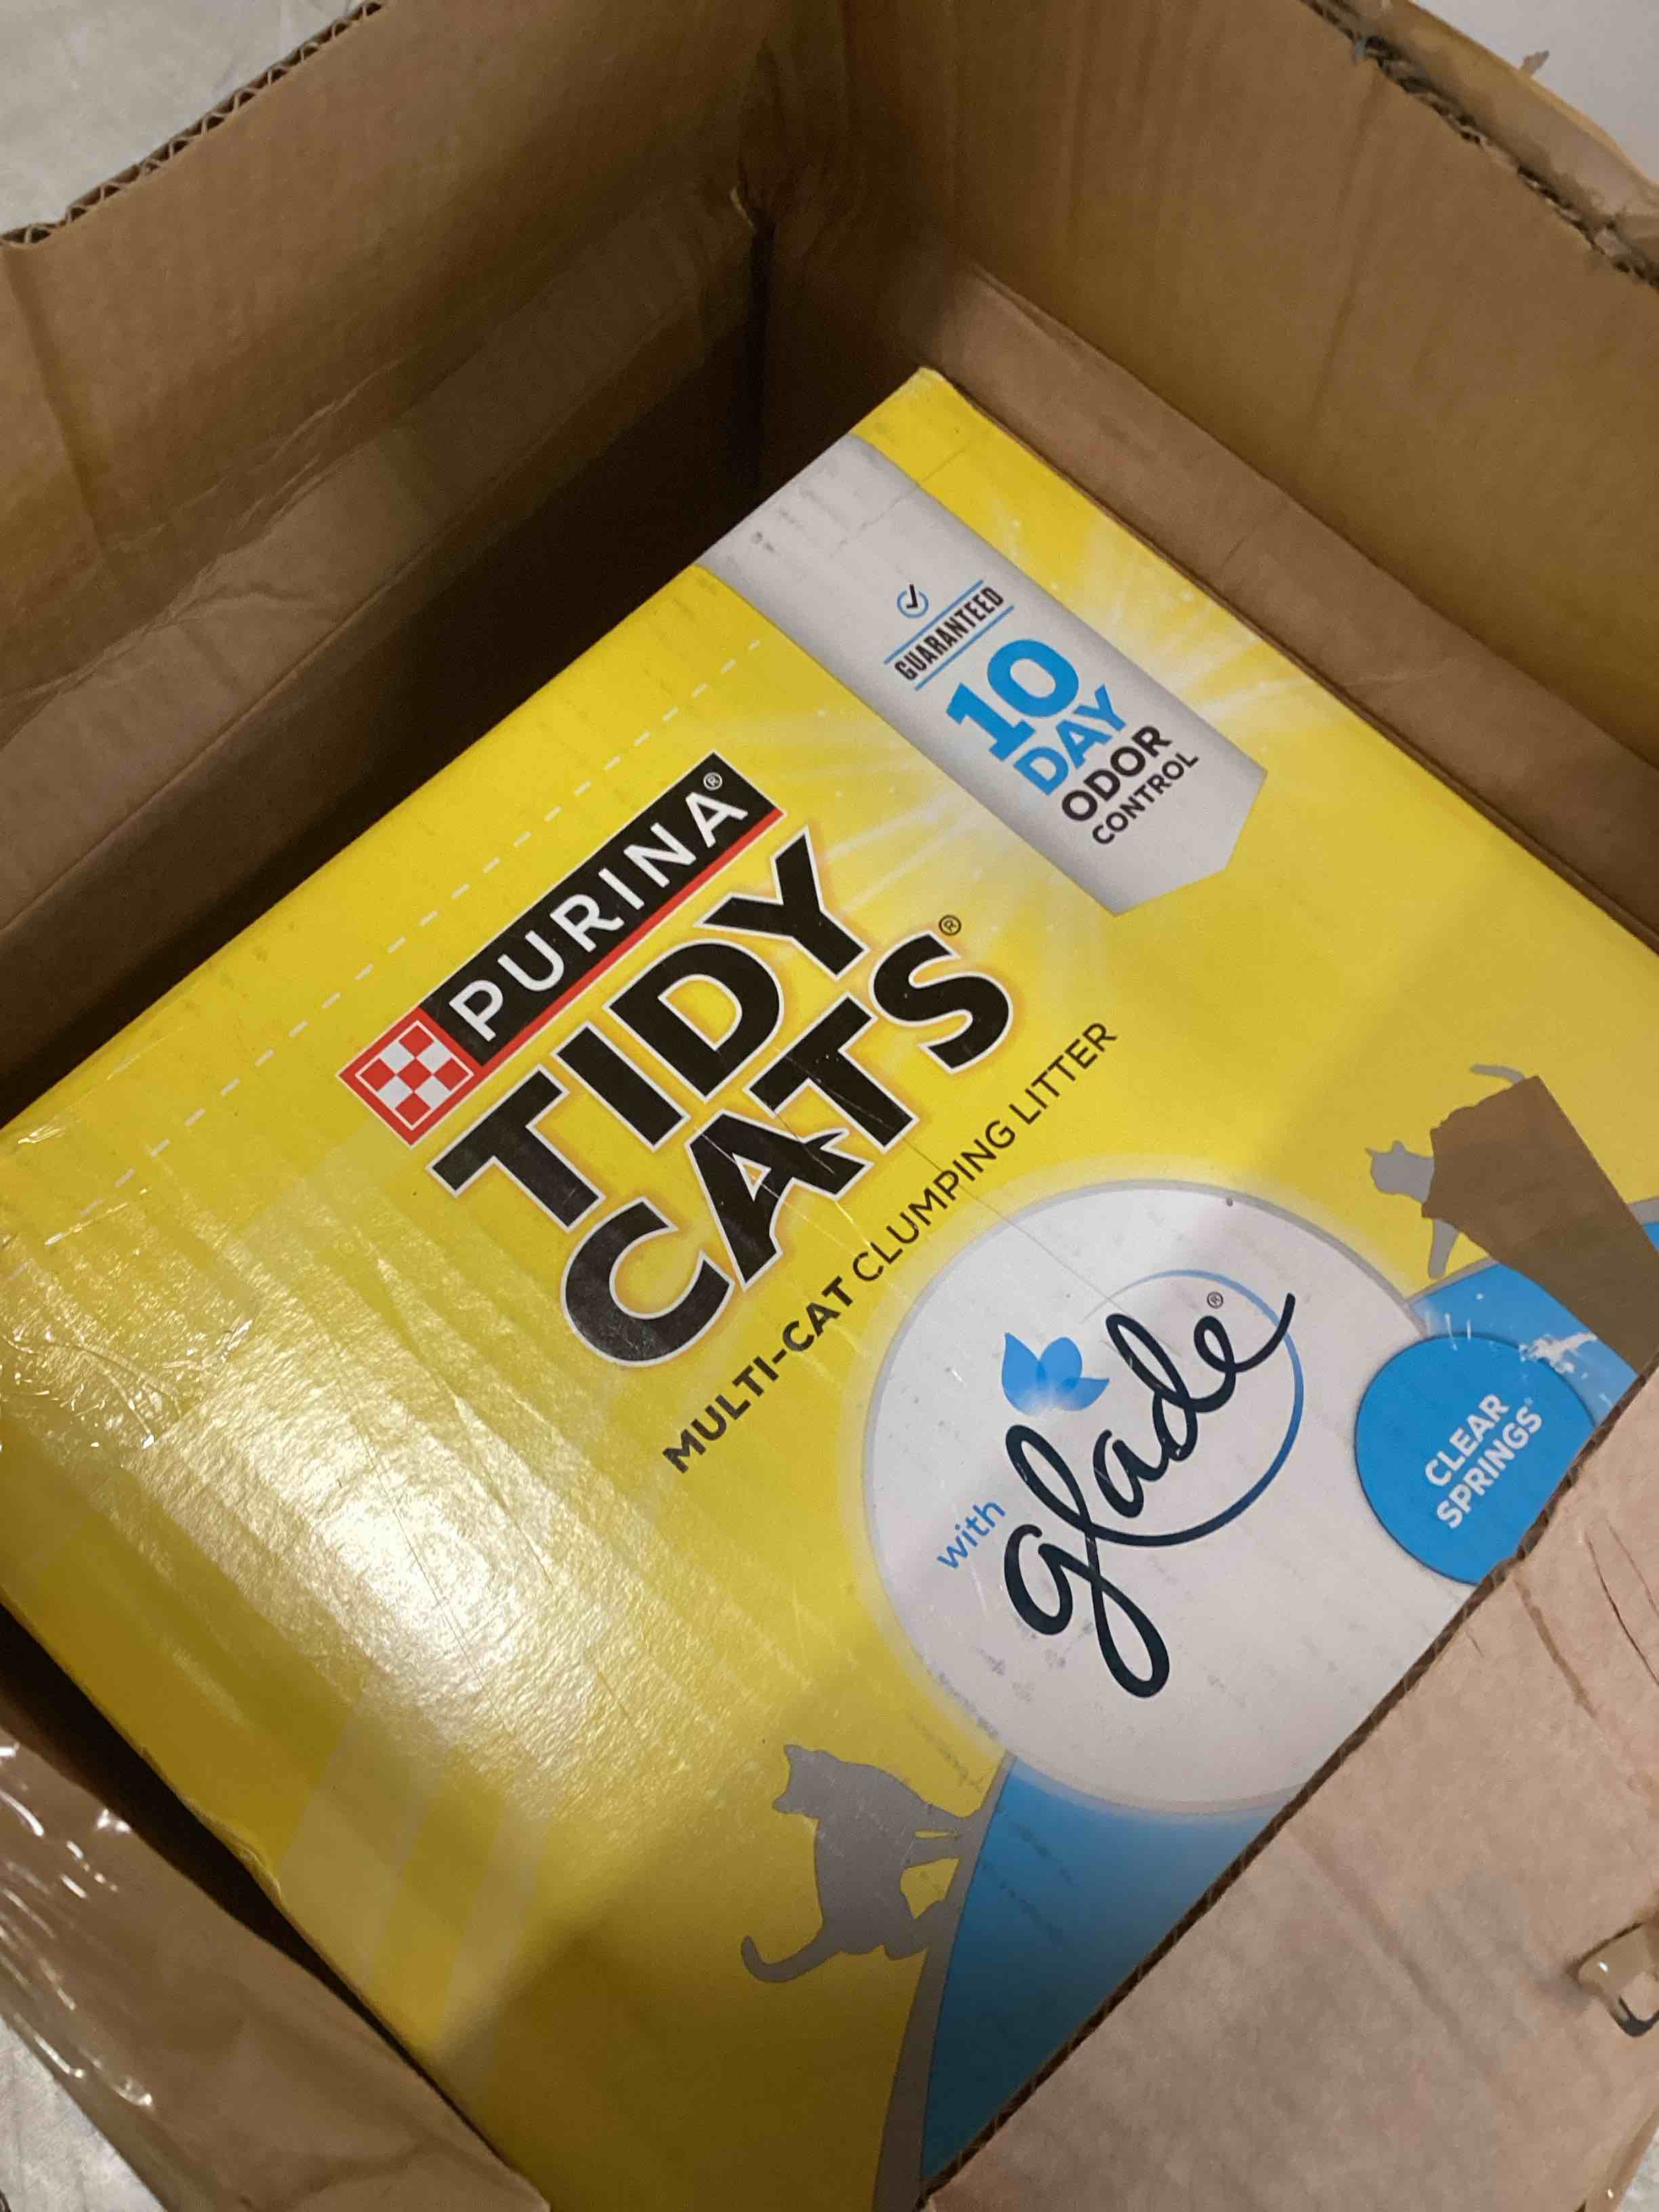 GUARANTEED
10
DAY
ODOR
CONTROL
PURINA®
TIDY
CATS®
MULTI-CAT CLUMPING LITTER
with
glade®
CLEAR
SPRINGS®